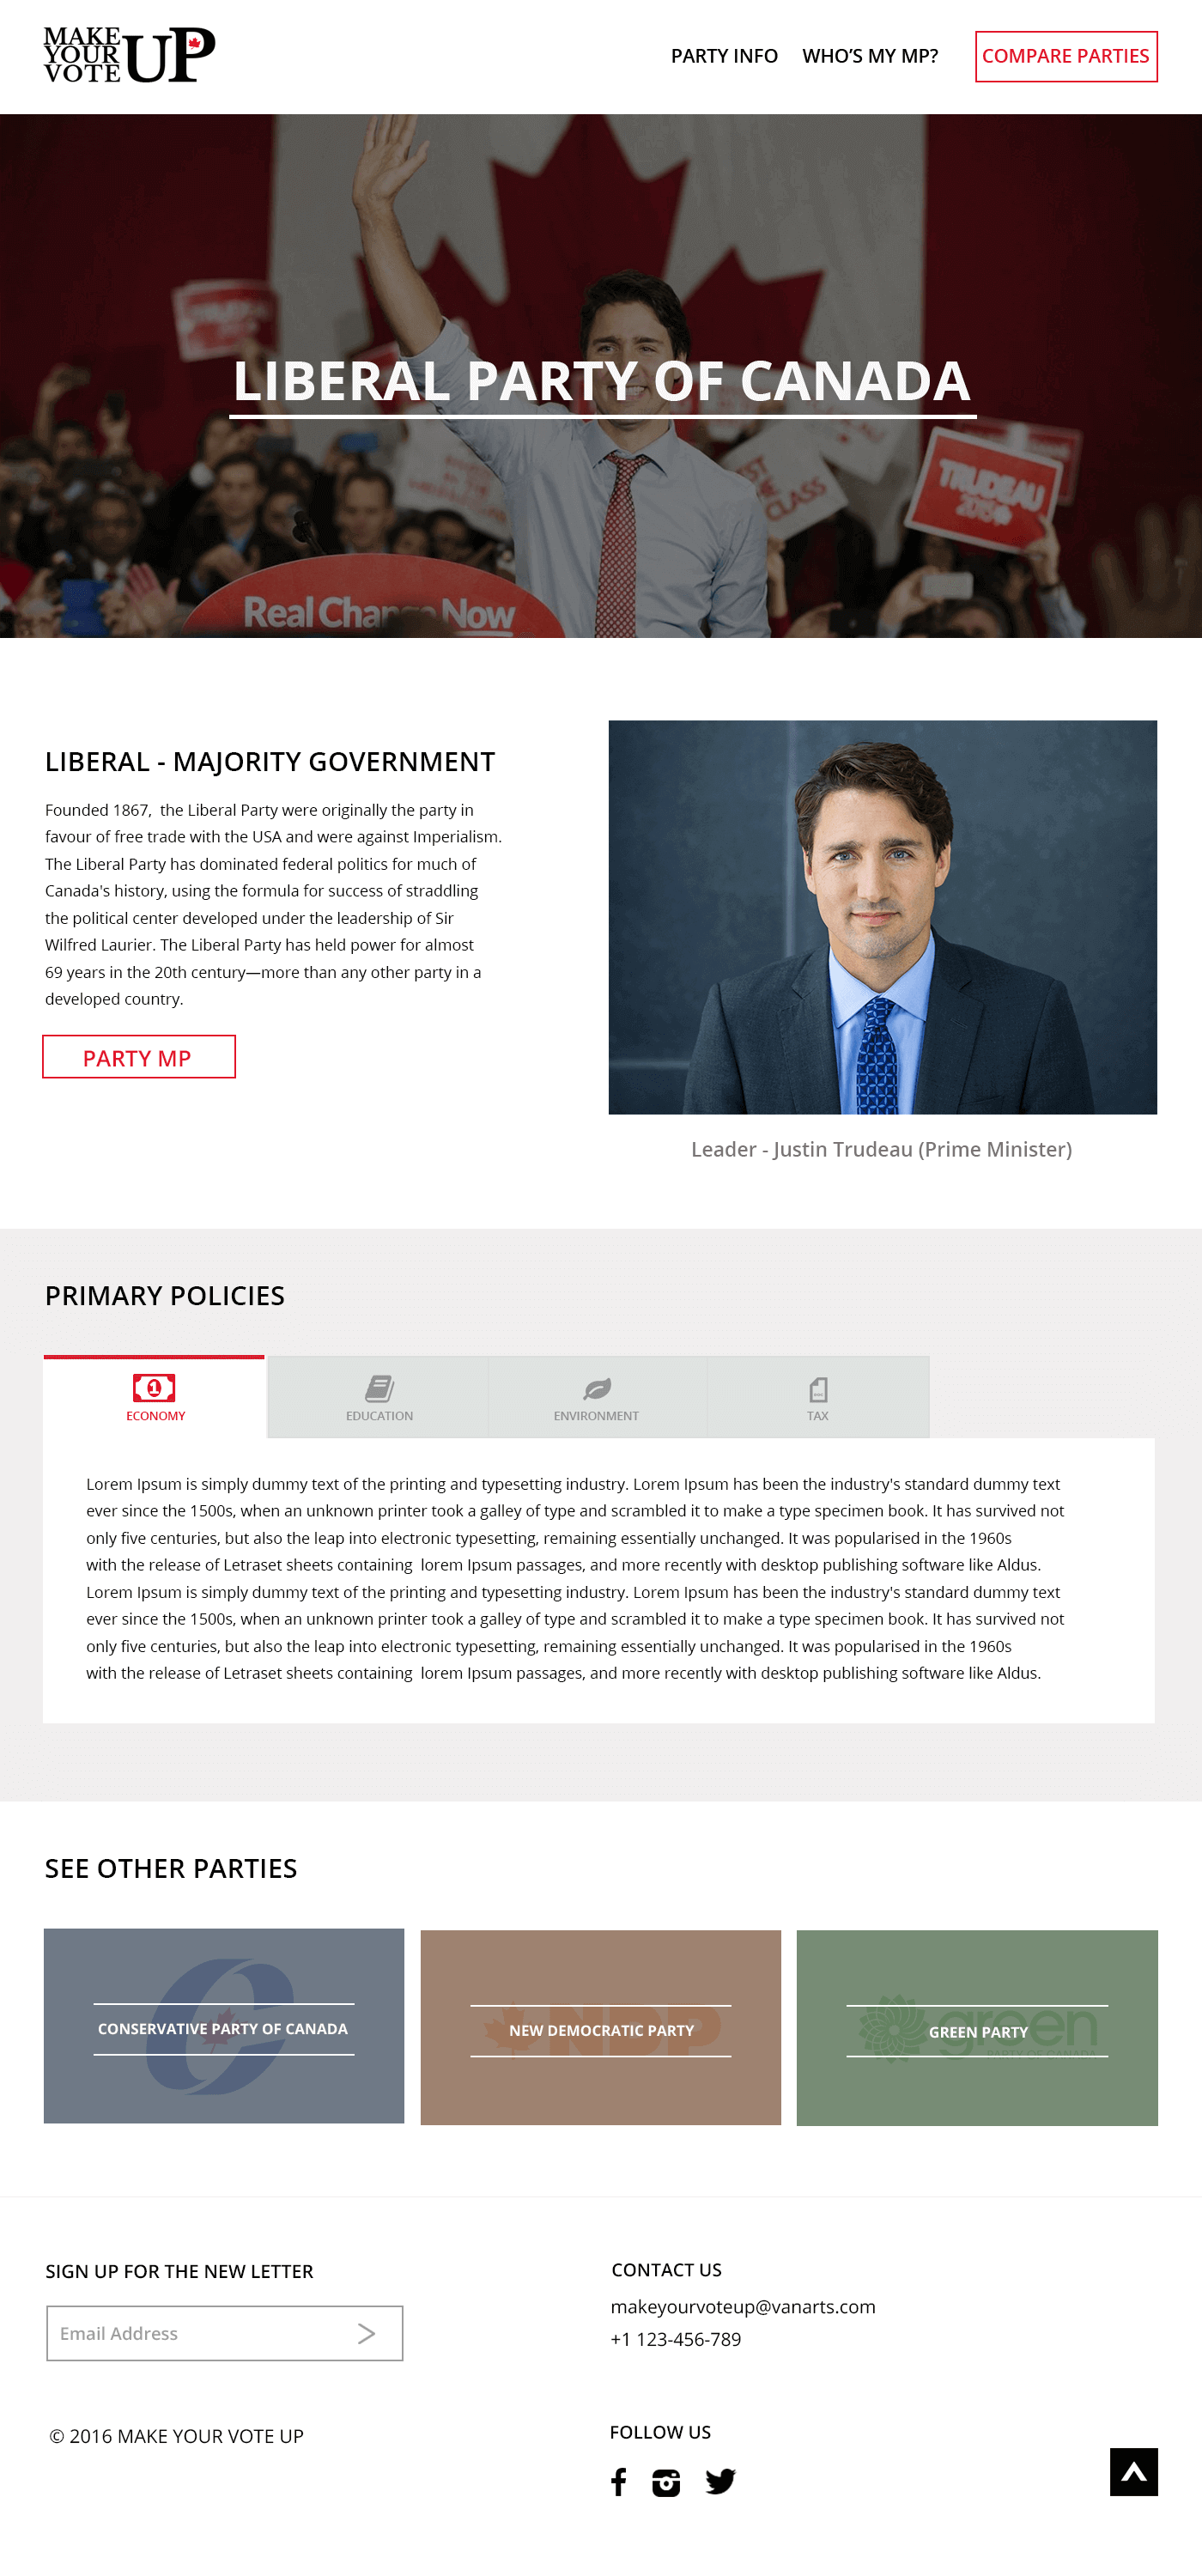 MAKE
YOUR
VOTE
UP
PARTY INFO
WHO'S MY MP?
COMPARE PARTIES
LIBERAL PARTY OF CANADA
TRUDEAU
2015
CLASS
Real Change Now
LIBERAL - MAJORITY GOVERNMENT
Founded 1867,  the Liberal Party were originally the party in
favour of free trade with the USA and were against Imperialism.
The Liberal Party has dominated federal politics for much of
Canada's history, using the formula for success of straddling
the political center developed under the leadership of Sir
Wilfred Laurier. The Liberal Party has held power for almost
69 years in the 20th century—more than any other party in a
developed country.
PARTY MP
Leader - Justin Trudeau (Prime Minister)
PRIMARY POLICIES
1
ECONOMY
EDUCATION
ENVIRONMENT
TAX
Lorem Ipsum is simply dummy text of the printing and typesetting industry. Lorem Ipsum has been the industry's standard dummy text
ever since the 1500s, when an unknown printer took a galley of type and scrambled it to make a type specimen book. It has survived not
only five centuries, but also the leap into electronic typesetting, remaining essentially unchanged. It was popularised in the 1960s
with the release of Letraset sheets containing  lorem Ipsum passages, and more recently with desktop publishing software like Aldus.
Lorem Ipsum is simply dummy text of the printing and typesetting industry. Lorem Ipsum has been the industry's standard dummy text
ever since the 1500s, when an unknown printer took a galley of type and scrambled it to make a type specimen book. It has survived not
only five centuries, but also the leap into electronic typesetting, remaining essentially unchanged. It was popularised in the 1960s
with the release of Letraset sheets containing  lorem Ipsum passages, and more recently with desktop publishing software like Aldus.
SEE OTHER PARTIES
CONSERVATIVE PARTY OF CANADA
NDP
NEW DEMOCRATIC PARTY
green
GREEN PARTY
PARTY OF CANADA
SIGN UP FOR THE NEW LETTER
Email Address
© 2016 MAKE YOUR VOTE UP
CONTACT US
makeyourvoteup@vanarts.com
+1 123-456-789
FOLLOW US